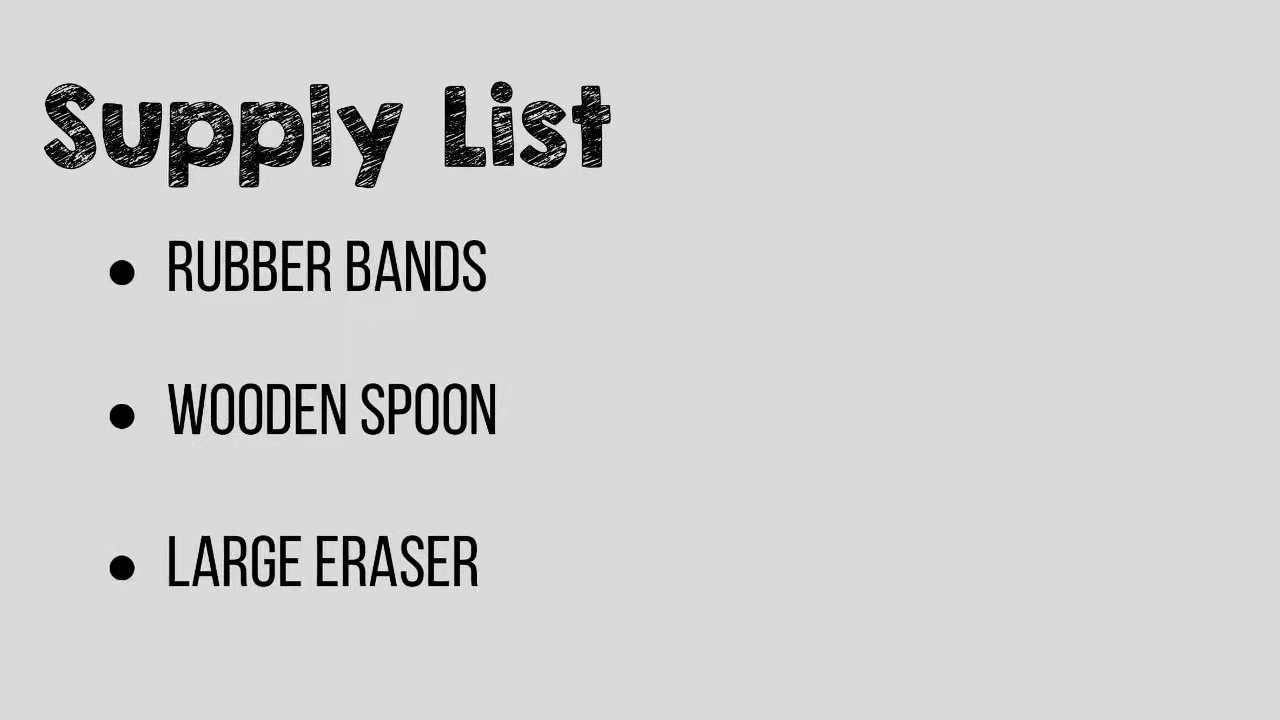 Supply List
• RUBBER BANDS
• WOODEN SPOON
• LARGE ERASER